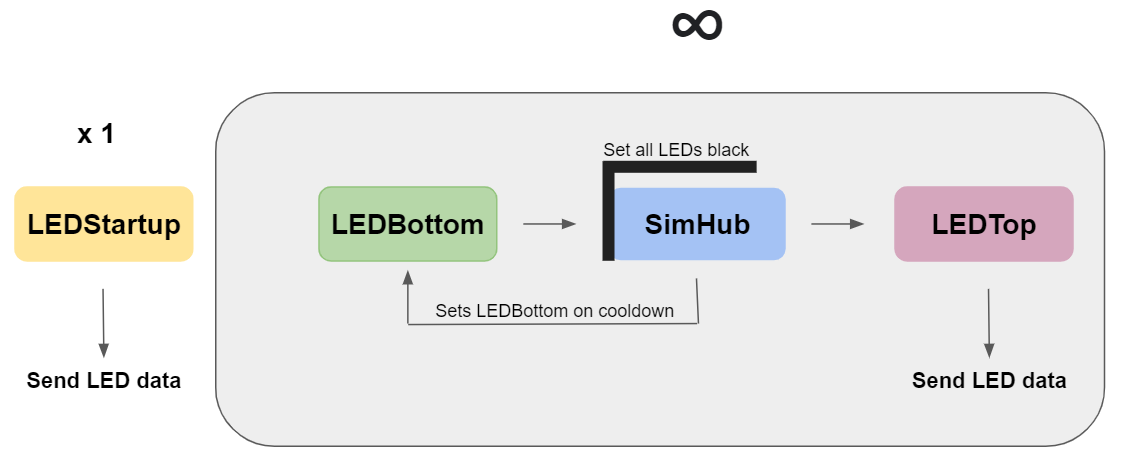 ∞
x 1
Set all LEDs black
LEDStartup
LEDBottom
SimHub
LEDTop
Sets LEDBottom on cooldown
Send LED data
Send LED data